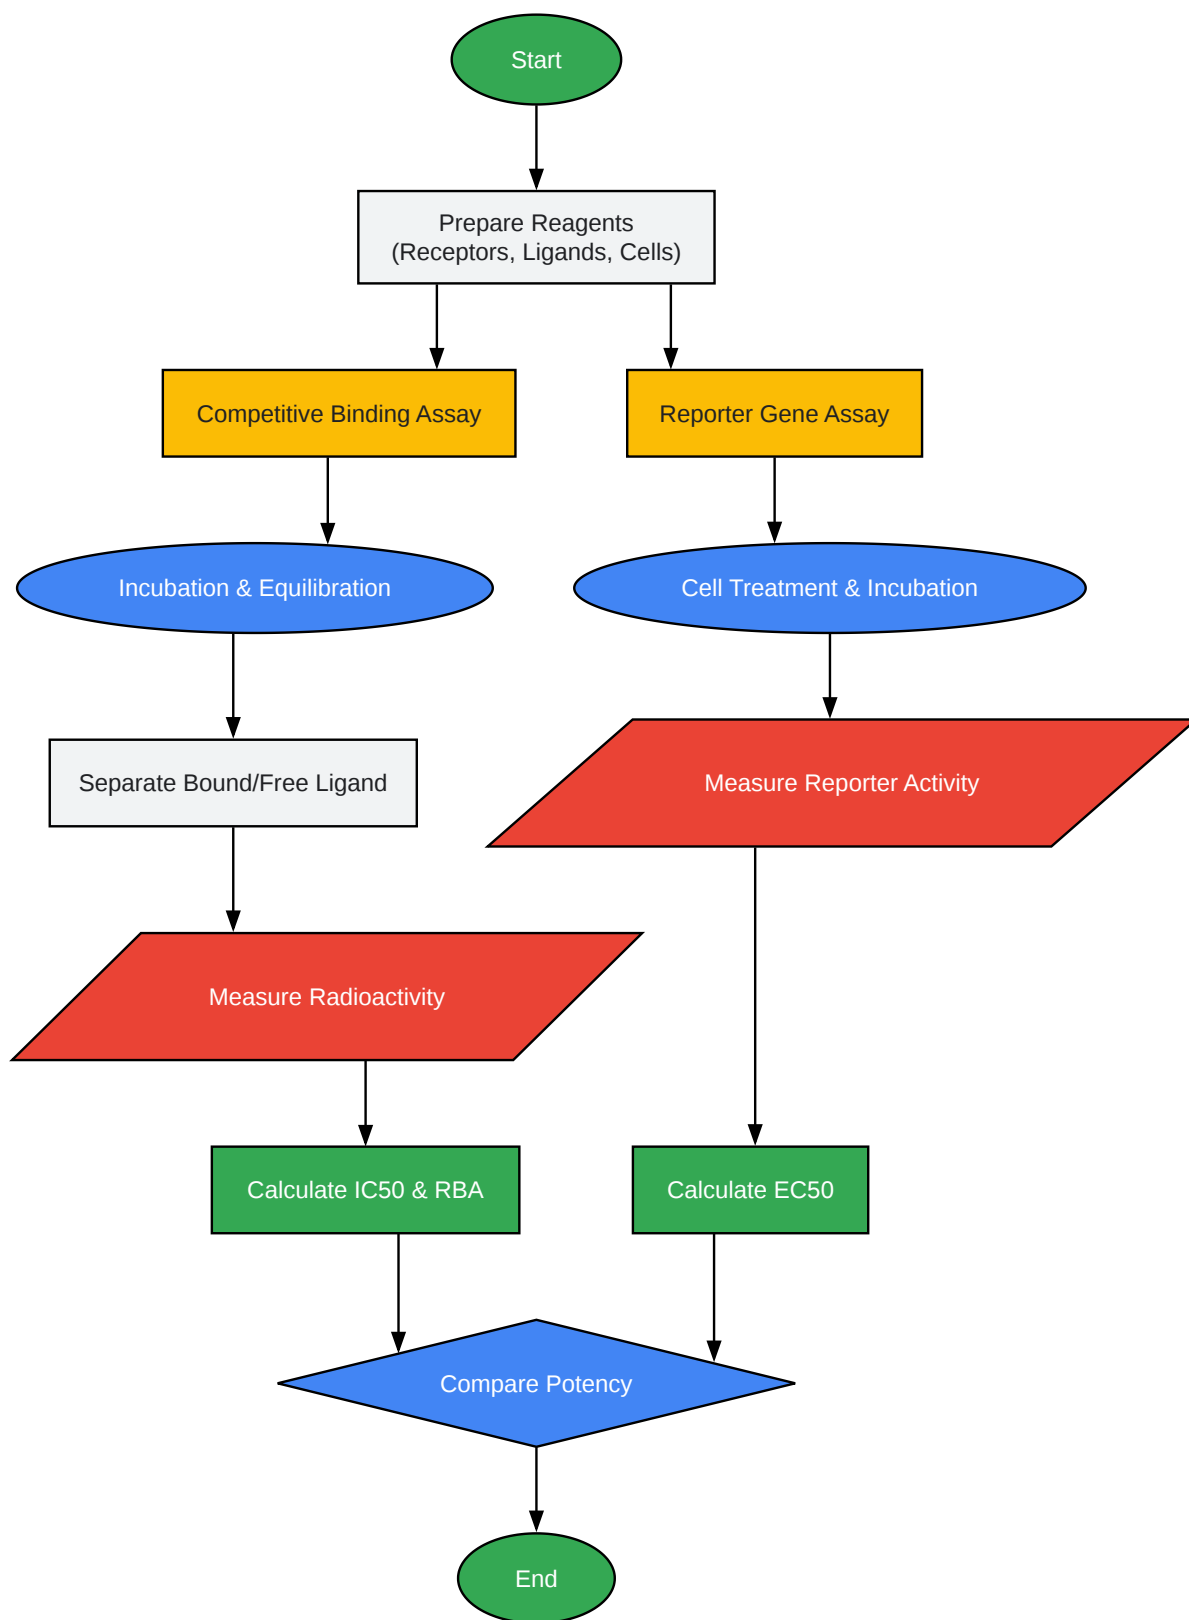 Start
Prepare Reagents
(Receptors, Ligands, Cells)
Competitive Binding Assay
Reporter Gene Assay
Incubation & Equilibration
Cell Treatment & Incubation
Separate Bound/Free Ligand
Measure Reporter Activity
Measure Radioactivity
Calculate IC50 & RBA
Calculate EC50
Compare Potency
End